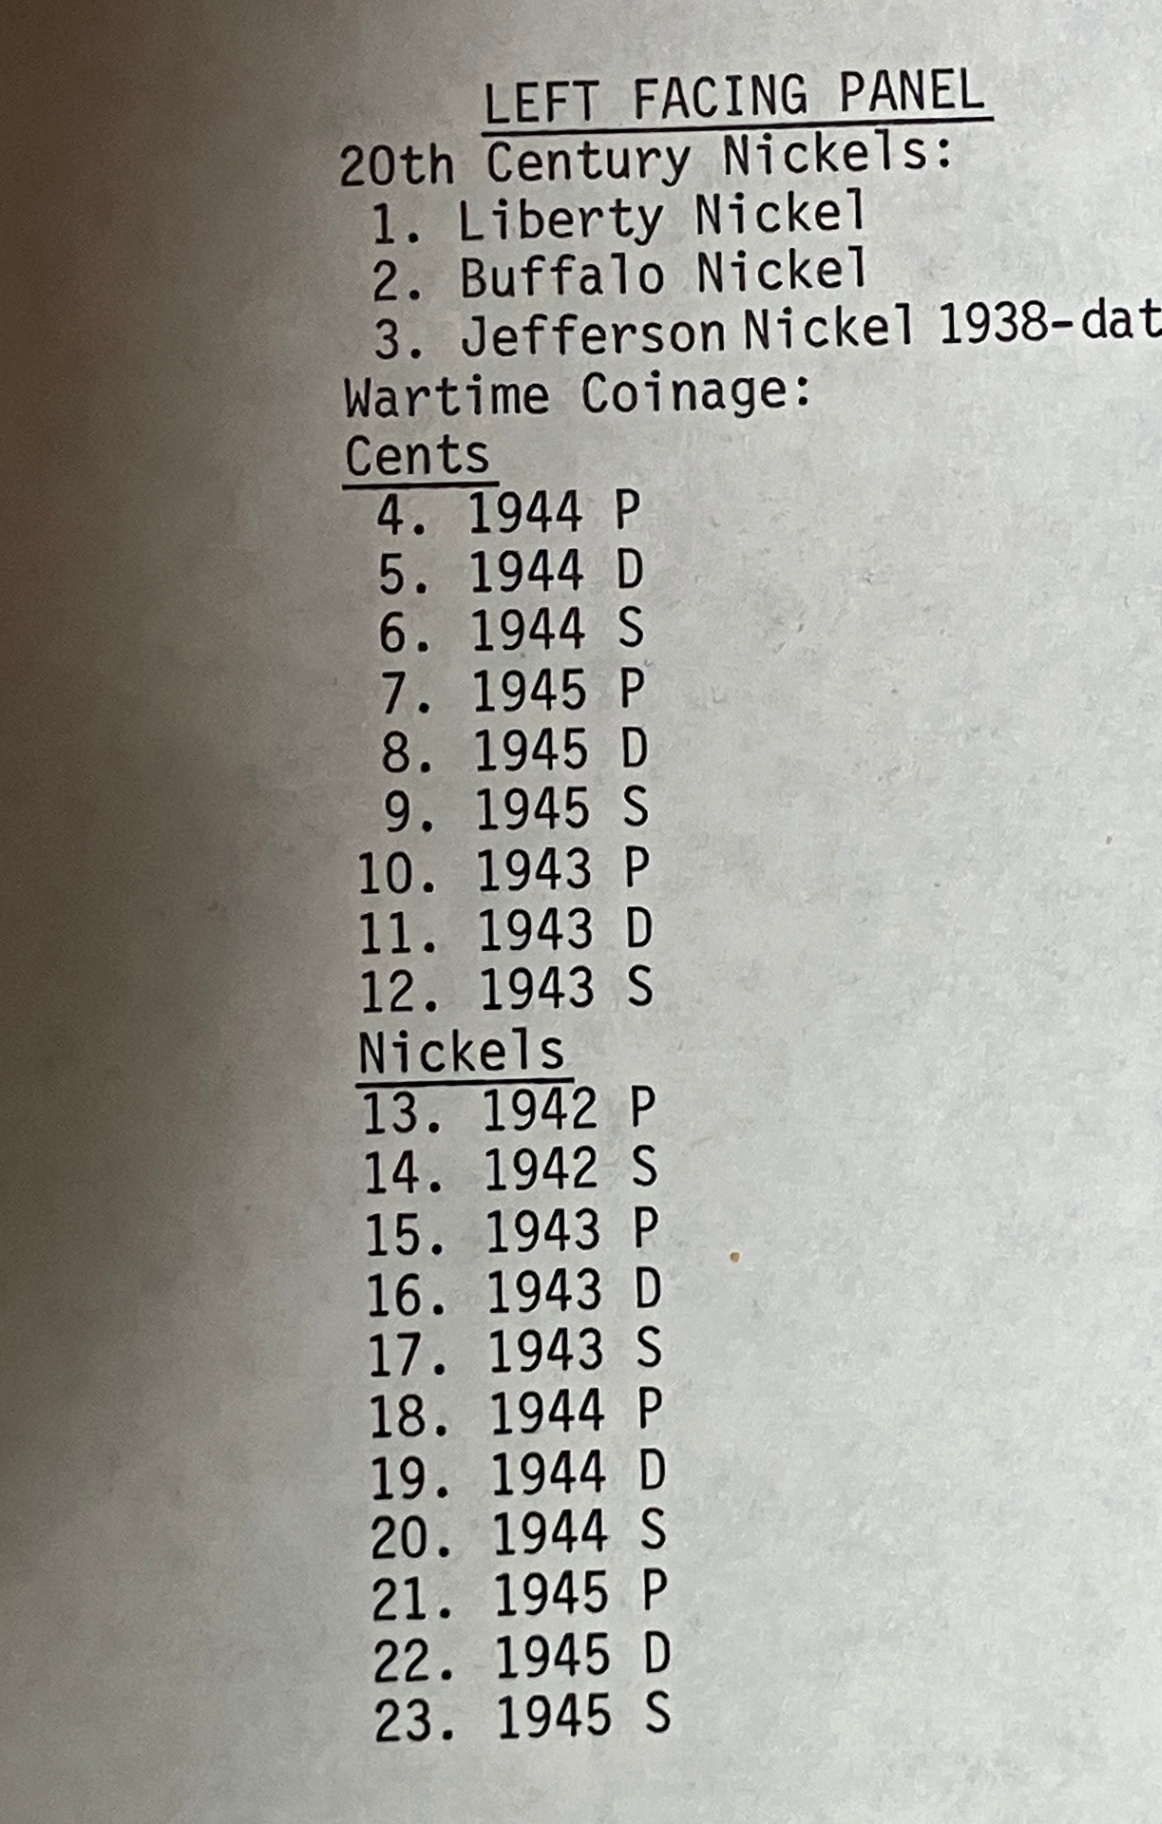 LEFT FACING PANEL
20th Century Nickels:
1. Liberty Nickel
2. Buffalo Nickel
3. Jefferson Nickel 1938-dat
Wartime Coinage:
Cents
4. 1944 P
5. 1944 D
6. 1944 S
7. 1945 P
8. 1945 D
9. 1945 S
10. 1943 P
11. 1943 D
12. 1943 S
Nickels
13. 1942 P
14. 1942 S
15. 1943 P
16. 1943 D
17. 1943 S
18. 1944 P
19. 1944 D
20. 1944 S
21. 1945 P
22. 1945 D
23. 1945 S